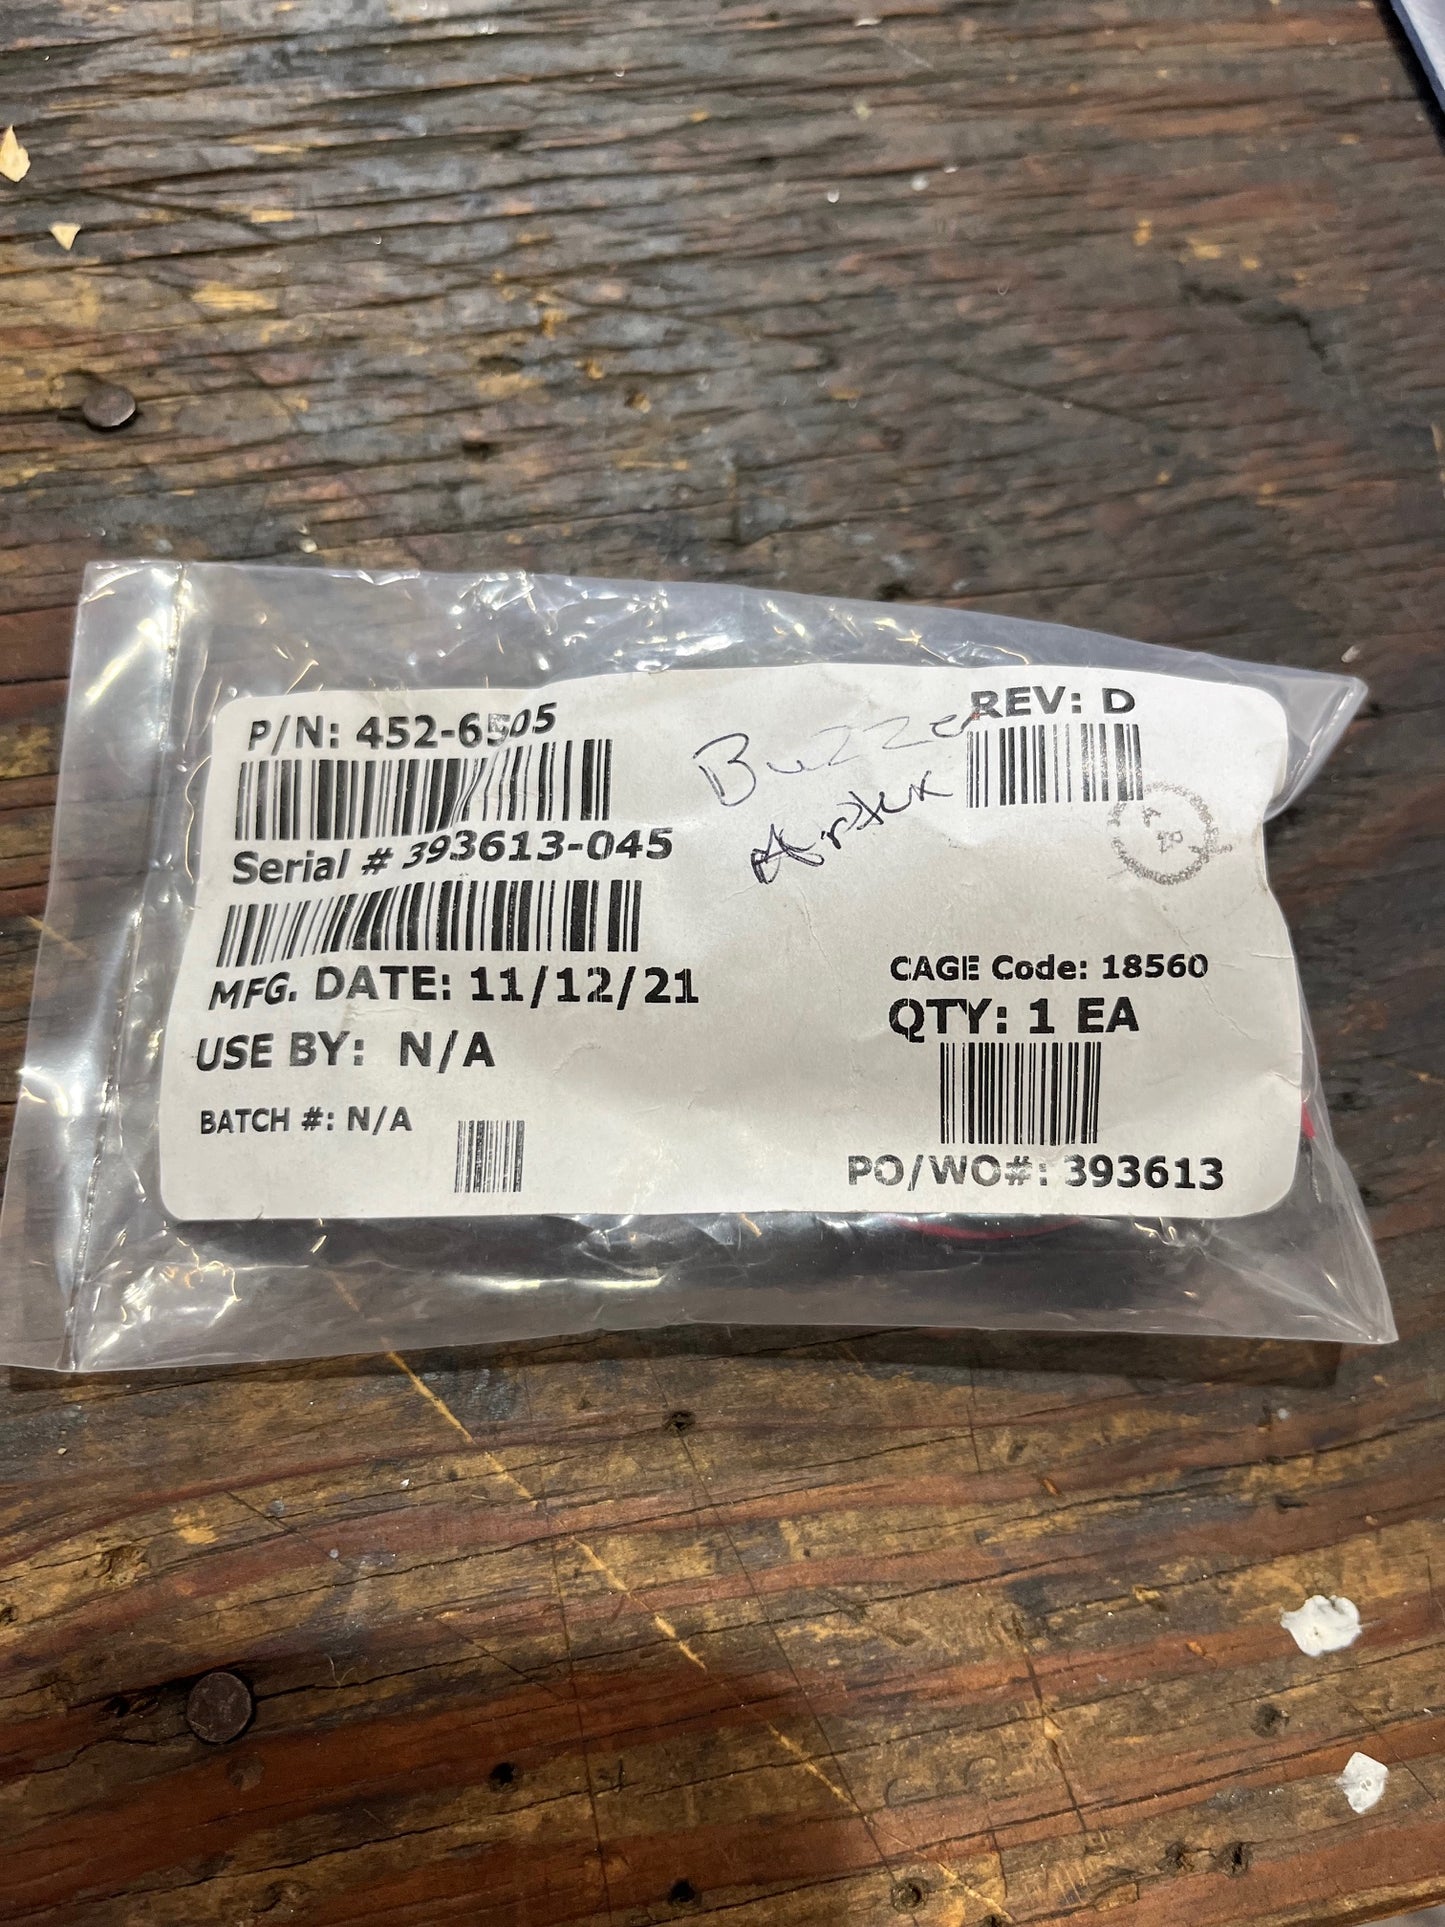 P/N: 452-6505
Buzzer
REV: D
Airtex
Serial # 393613-045
MFG. DATE: 11/12/21
CAGE Code: 18560
USE BY: N/A
QTY: 1 EA
BATCH #: N/A
PO/WO#: 393613